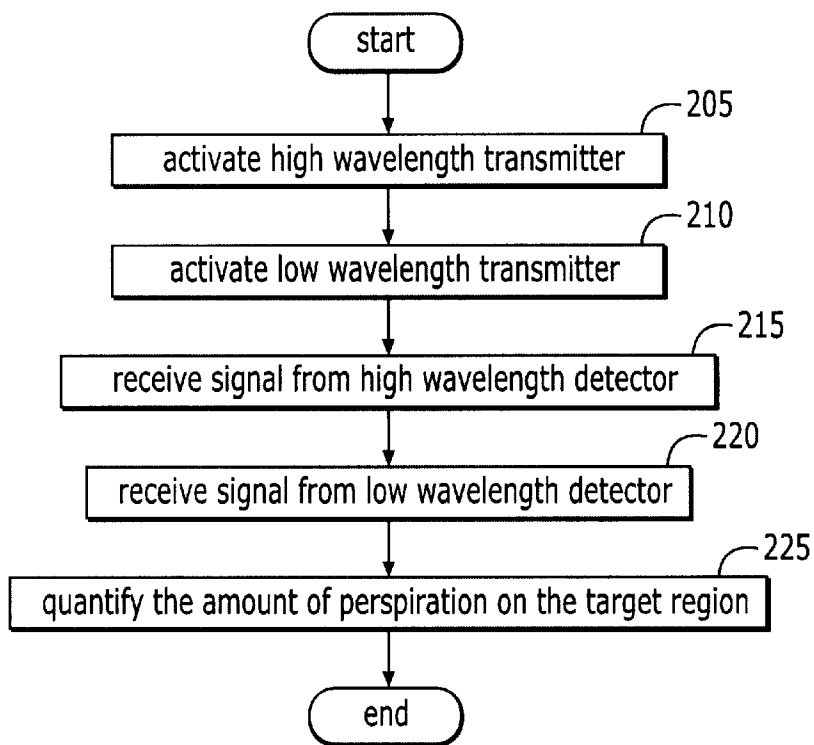 start
205
activate high wavelength transmitter
210
activate low wavelength transmitter
215
receive signal from high wavelength detector
220
receive signal from low wavelength detector
225
quantify the amount of perspiration on the target region
end